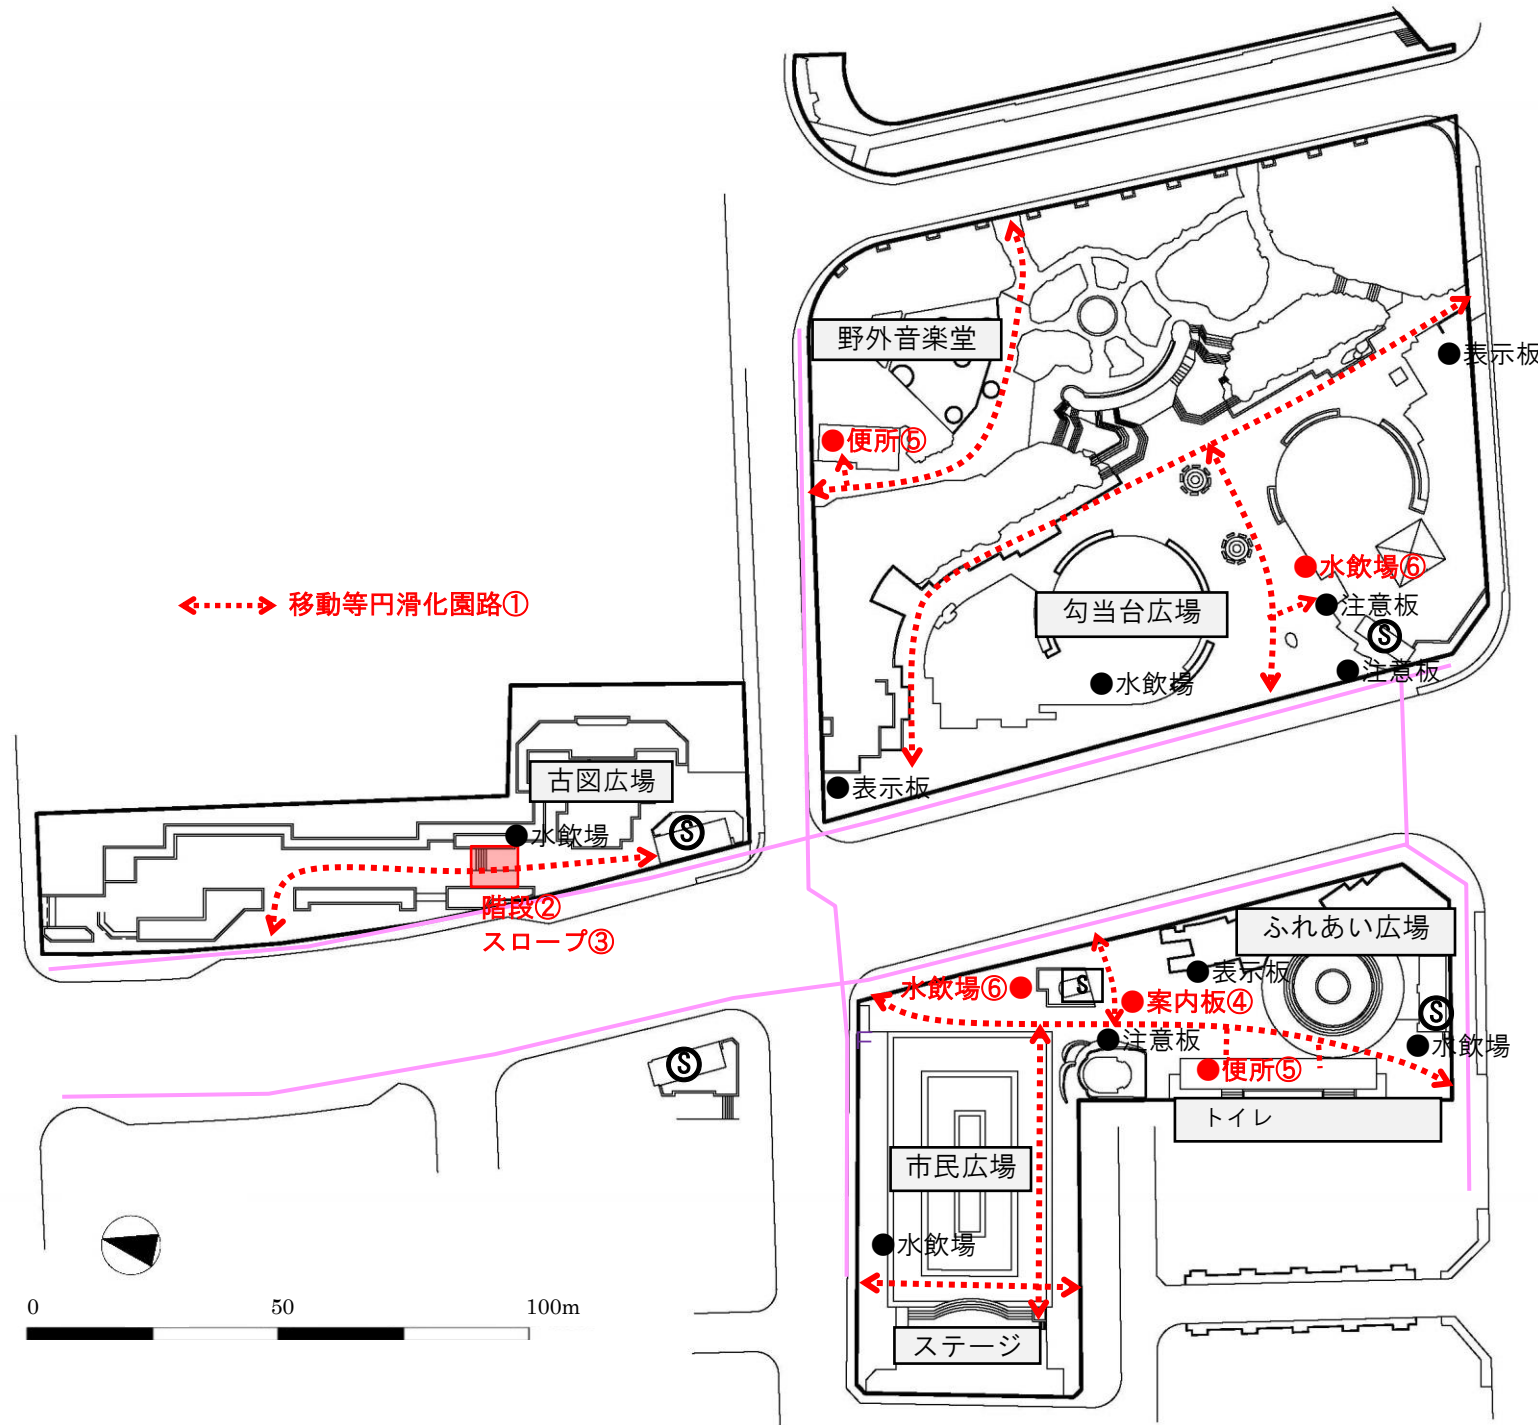 野外音楽堂
表示板
便所⑤
水飲場⑥
移動等円滑化園路①
注意板
勾当台広場
S
注意板
水飲場
古図広場
表示板
S
水飲場
階段②
スロープ③
ふれあい広場
表示板
水飲場⑥
S
案内板④
S
注意板
水飲場
S
便所⑤
トイレ
市民広場
水飲場
0 50 100m
ステージ